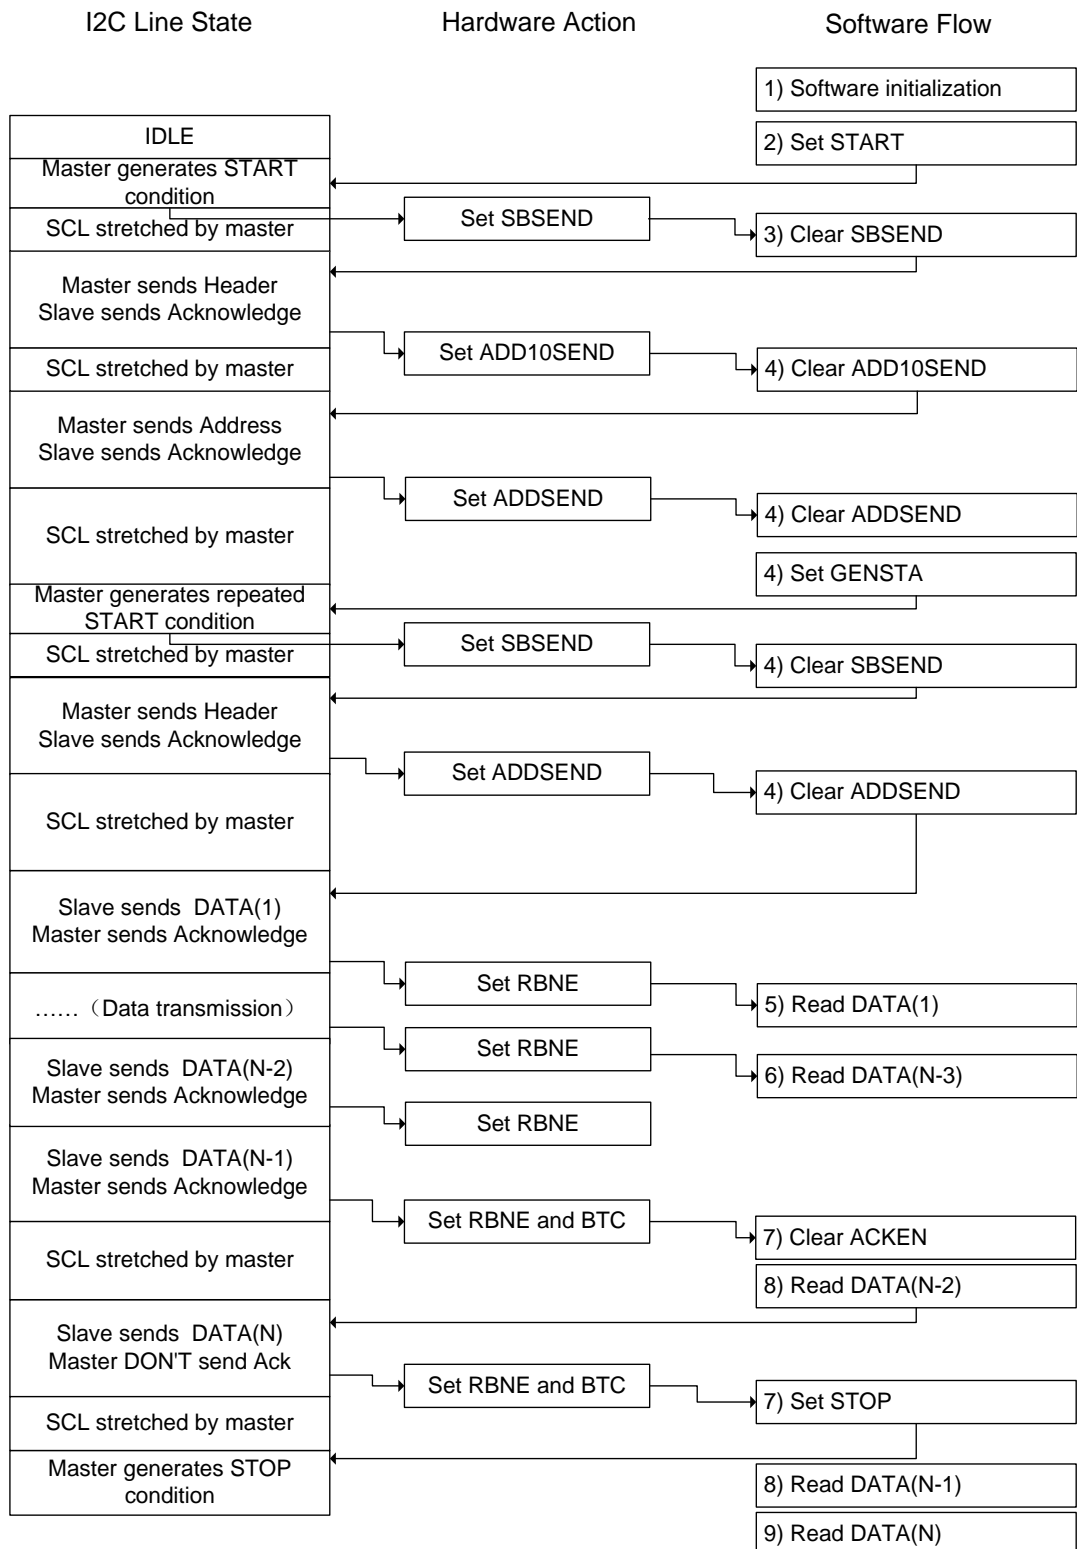 I2C Line State
Hardware Action
Software Flow
1) Software initialization
IDLE
2) Set START
Master generates START
condition
SCL stretched by master
Set SBSEND
3) Clear SBSEND
Master sends Header
Slave sends Acknowledge
Set ADD10SEND
SCL stretched by master
4) Clear ADD10SEND
Master sends Address
Slave sends Acknowledge
Set ADDSEND
SCL stretched by master
4) Clear ADDSEND
4) Set GENSTA
Master generates repeated
START condition
SCL stretched by master
Set SBSEND
4) Clear SBSEND
Master sends Header
Slave sends Acknowledge
Set ADDSEND
SCL stretched by master
4) Clear ADDSEND
Slave sends DATA(1)
Master sends Acknowledge
Set RBNE
5) Read DATA(1)
……（Data transmission）
Set RBNE
Slave sends DATA(N-2)
Master sends Acknowledge
6) Read DATA(N-3)
Set RBNE
Slave sends DATA(N-1)
Master sends Acknowledge
Set RBNE and BTC
7) Clear ACKEN
SCL stretched by master
8) Read DATA(N-2)
Slave sends DATA(N)
Master DON'T send Ack
Set RBNE and BTC
7) Set STOP
SCL stretched by master
Master generates STOP
condition
8) Read DATA(N-1)
9) Read DATA(N)